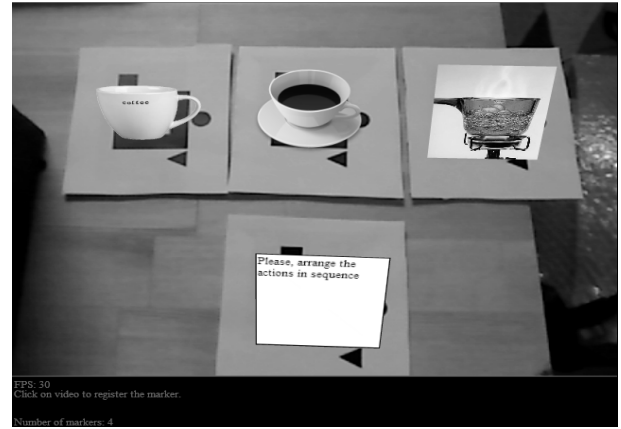 coffee
Please, arrange the
actions in sequence
FPS: 30
Click on video to register the marker.
Number of markers: 4